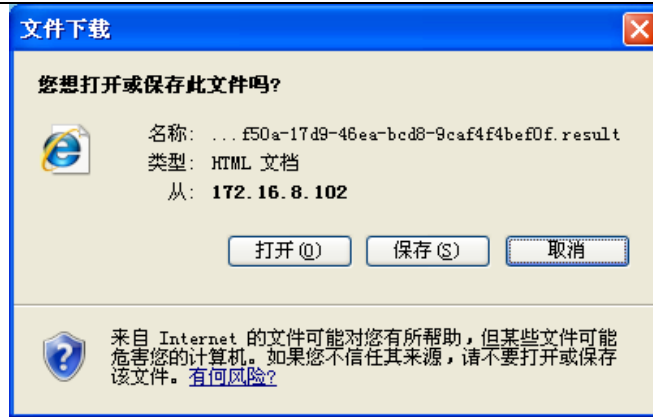 文件下载
您想打开或保存此文件吗?
名称: ...f50a-17d9-46ea-bcd8-9caf4f4bef0f.result
类型: HTML 文档
从: 172.16.8.102
打开(O) 保存(S) 取消
来自 Internet 的文件可能对您有所帮助，但某些文件可能
危害您的计算机。如果您不信任其来源，请不要打开或保存
该文件。有何风险?